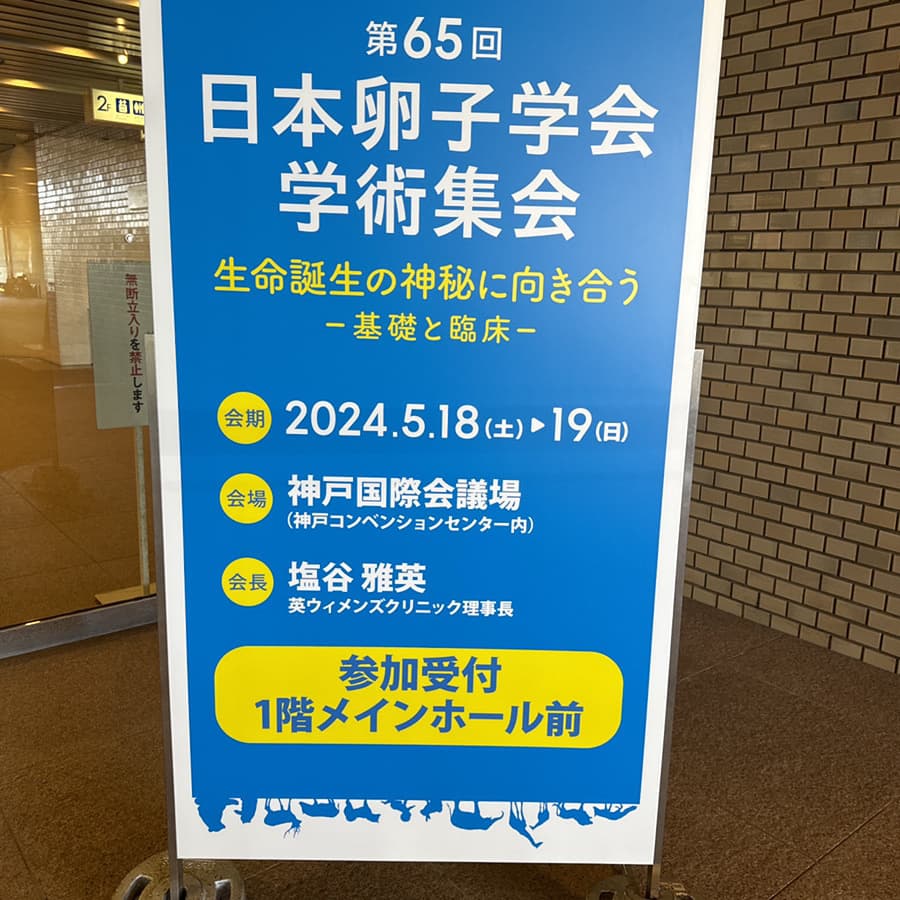 第65回
日本卵子学会
学術集会
生命誕生の神秘に向き合う
－基礎と臨床－
会期 2024.5.18(土)▶19(日)
会場 神戸国際会議場
(神戸コンベンションセンター内)
会長 塩谷 雅英
英ウィメンズクリニック理事長
参加受付
1階メインホール前
2F
無断立入りを禁止します